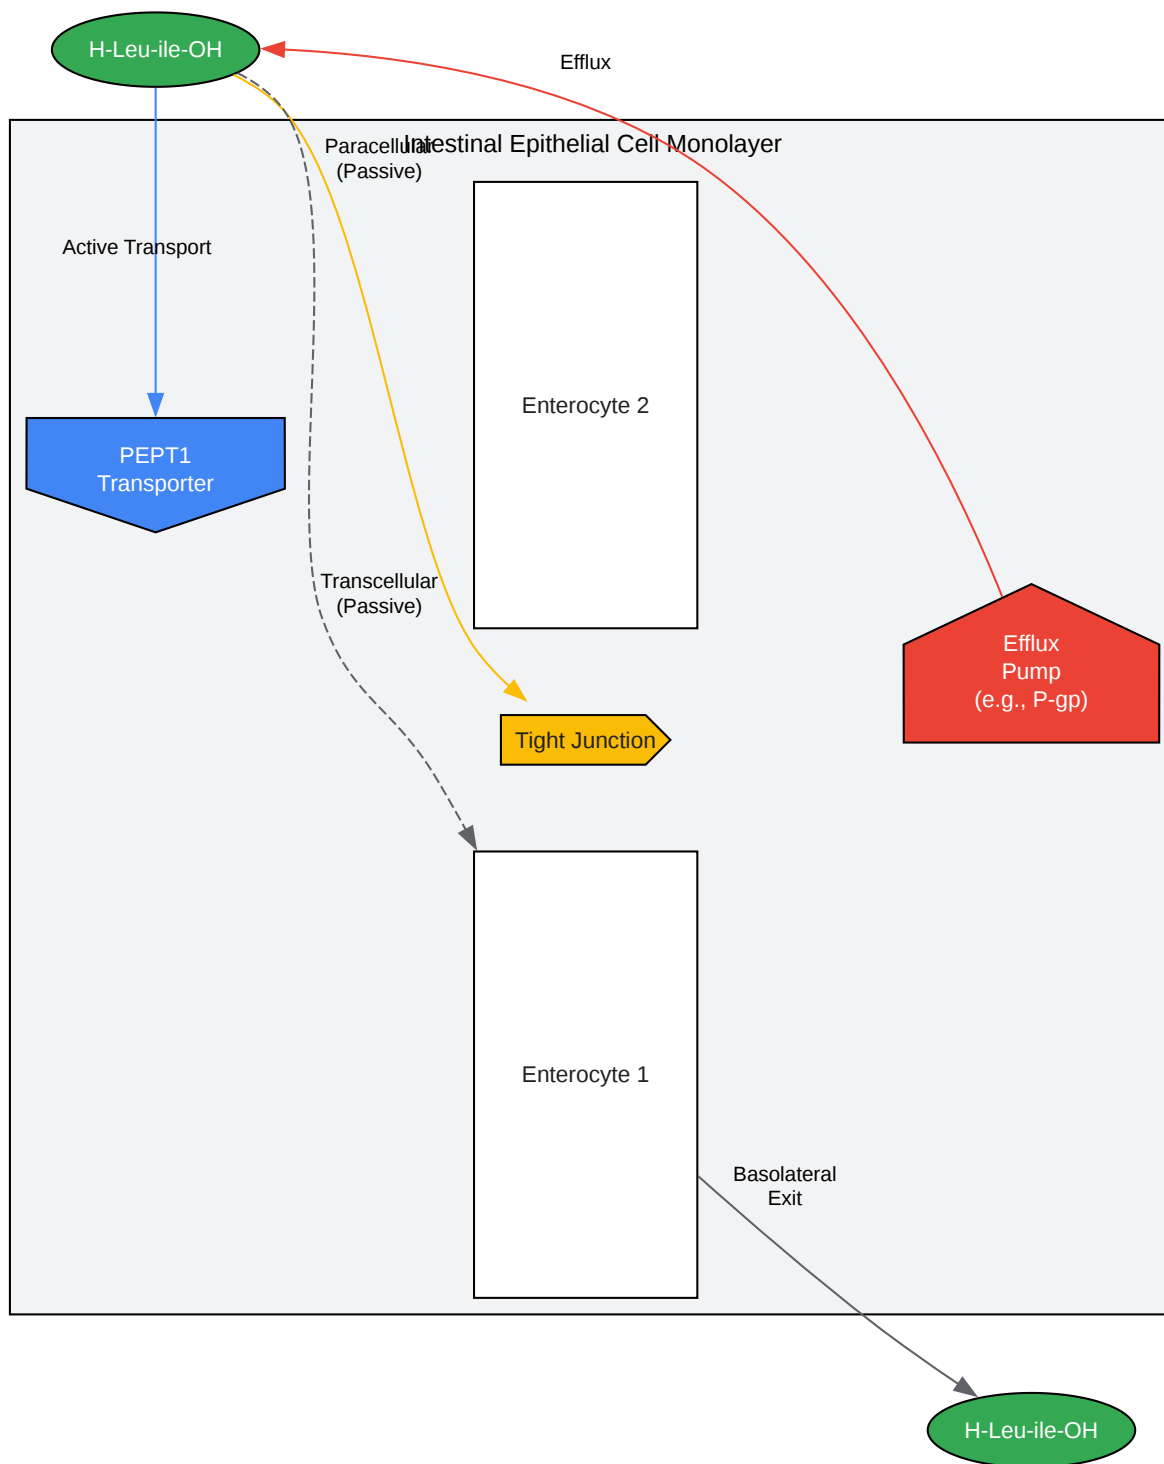 H-Leu-ile-OH
Efflux
Intestinal Epithelial Cell Monolayer
Paracellular
(Passive)
Active Transport
Enterocyte 2
PEPT1
Transporter
Transcellular
(Passive)
Efflux
Pump
(e.g., P-gp)
Tight Junction
Enterocyte 1
Basolateral
Exit
H-Leu-ile-OH